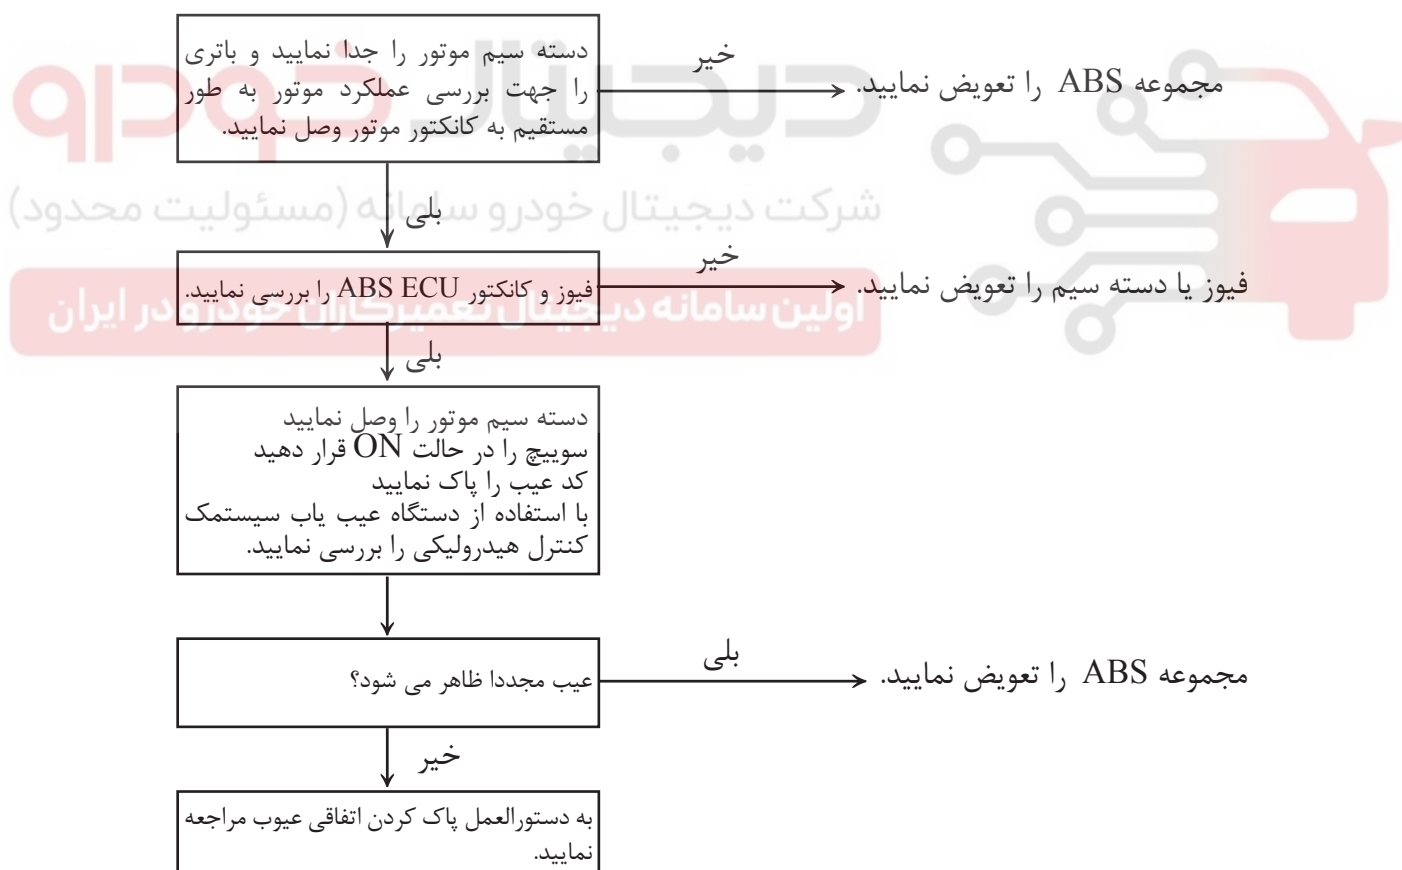 دسته سیم موتور را جدا نمایید و باتری
را جهت بررسی عملکرد موتور به طور
مستقیم به کانکتور موتور وصل نمایید.
خیر
مجموعه ABS را تعویض نمایید.
دیجیتال خودرو
شرکت دیجیتال خودرو سامانه (مسئولیت محدود)
بلی
فیوز و کانکتور ABS ECU را بررسی نمایید.
خیر
فیوز یا دسته سیم را تعویض نمایید.
اولین سامانه دیجیتال تعمیرکاران خودرو در ایران
بلی
دسته سیم موتور را وصل نمایید
سوییچ را در حالت ON قرار دهید
کد عیب را پاک نمایید
با استفاده از دستگاه عیب یاب سیستمک
کنترل هیدرولیکی را بررسی نمایید.
عیب مجددا ظاهر می شود؟
بلی
مجموعه ABS را تعویض نمایید.
خیر
به دستورالعمل پاک کردن اتفاقی عیوب مراجعه
نمایید.